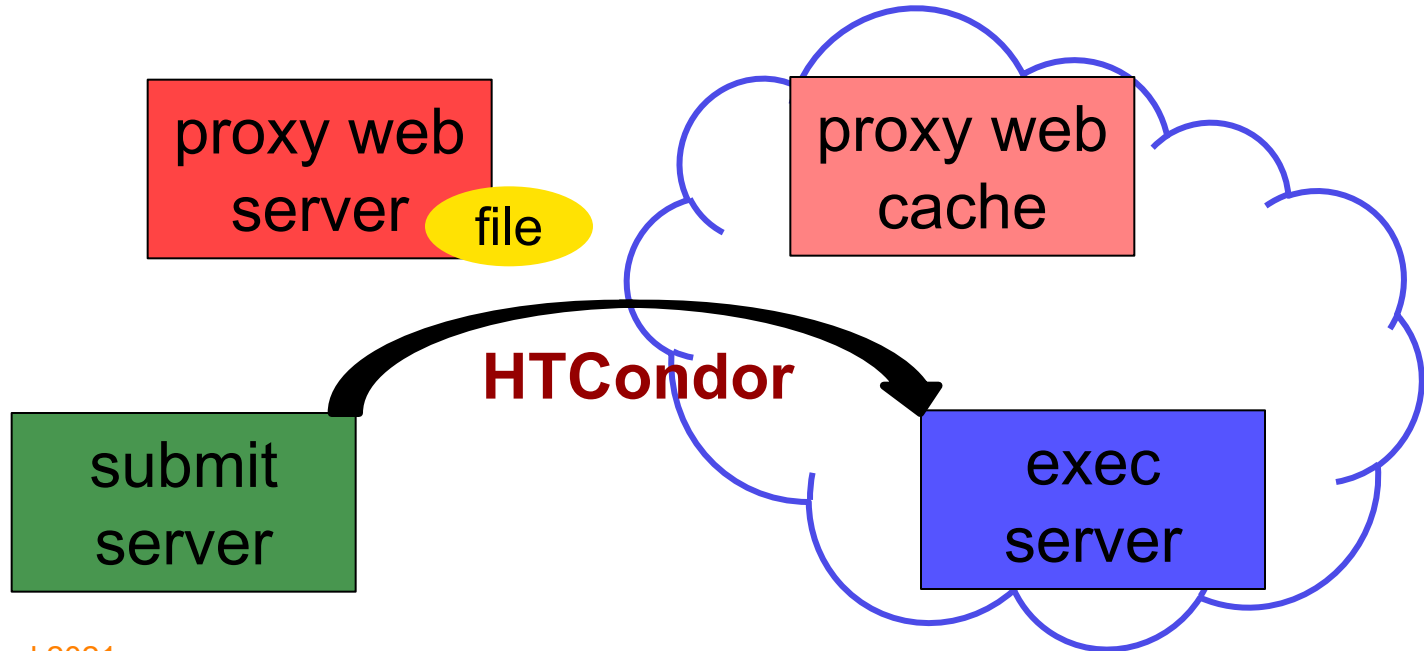 proxy web
server
file
proxy web
cache
HTCondor
submit
server
exec
server